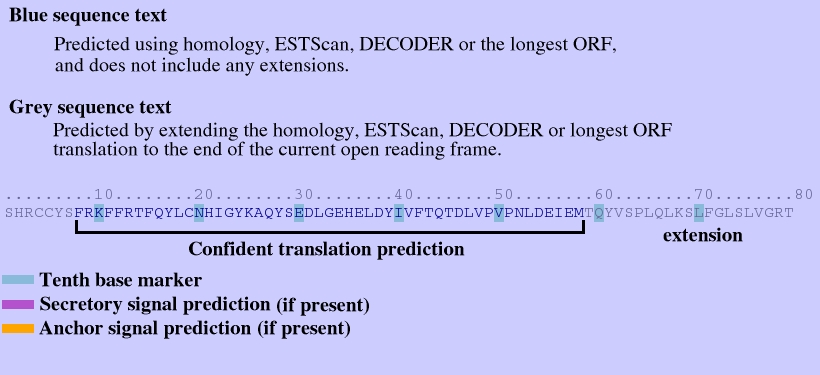 Blue sequence text
Predicted using homology, ESTScan, DECODER or the longest ORF,
and does not include any extensions.
Grey sequence text
Predicted by extending the homology, ESTScan, DECODER or longest ORF
translation to the end of the current open reading frame.
.........10........20........30........40........50........60........70........80
SHRCCYSFRKFFRTFQYLCNHIGYKAQYSEDLGEHELDYIVFTQTDLVPVPNLDEIEMTQYVSPLQLKSLFGLSLVGRT
Confident translation prediction
extension
Tenth base marker
Secretory signal prediction (if present)
Anchor signal prediction (if present)